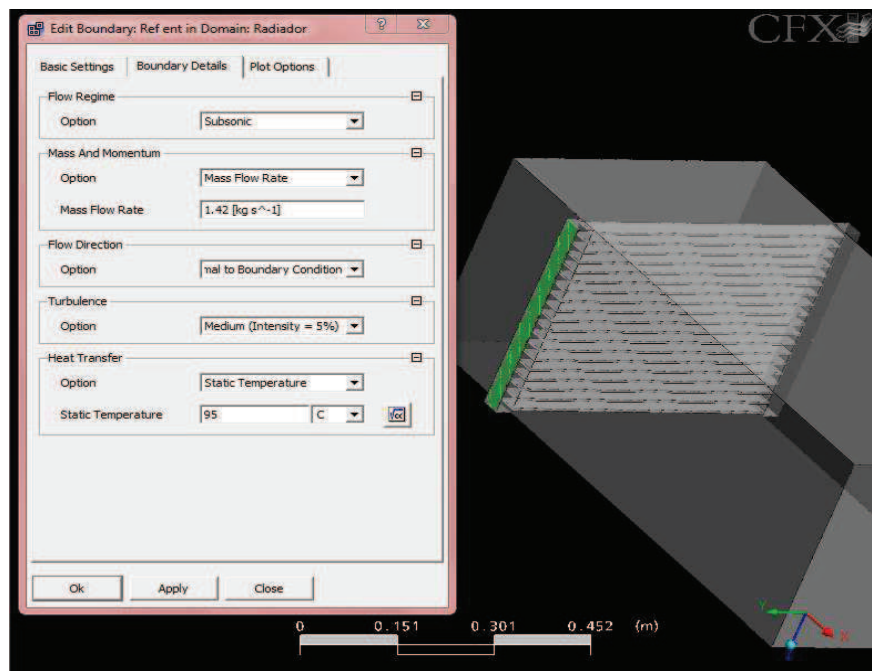 Edit Boundary: Ref ent in Domain: Radiador
CFX
Basic Settings Boundary Details Plot Options
Flow Regime
Option Subsonic
Mass And Momentum
Option Mass Flow Rate
Mass Flow Rate 1.42 [kg s^-1]
Flow Direction
Option nal to Boundary Condition
Turbulence
Option Medium (Intensity = 5%)
Heat Transfer
Option Static Temperature
Static Temperature 95 C
Ok Apply Close
0 0.151 0.301 0.452 (m)
Y X